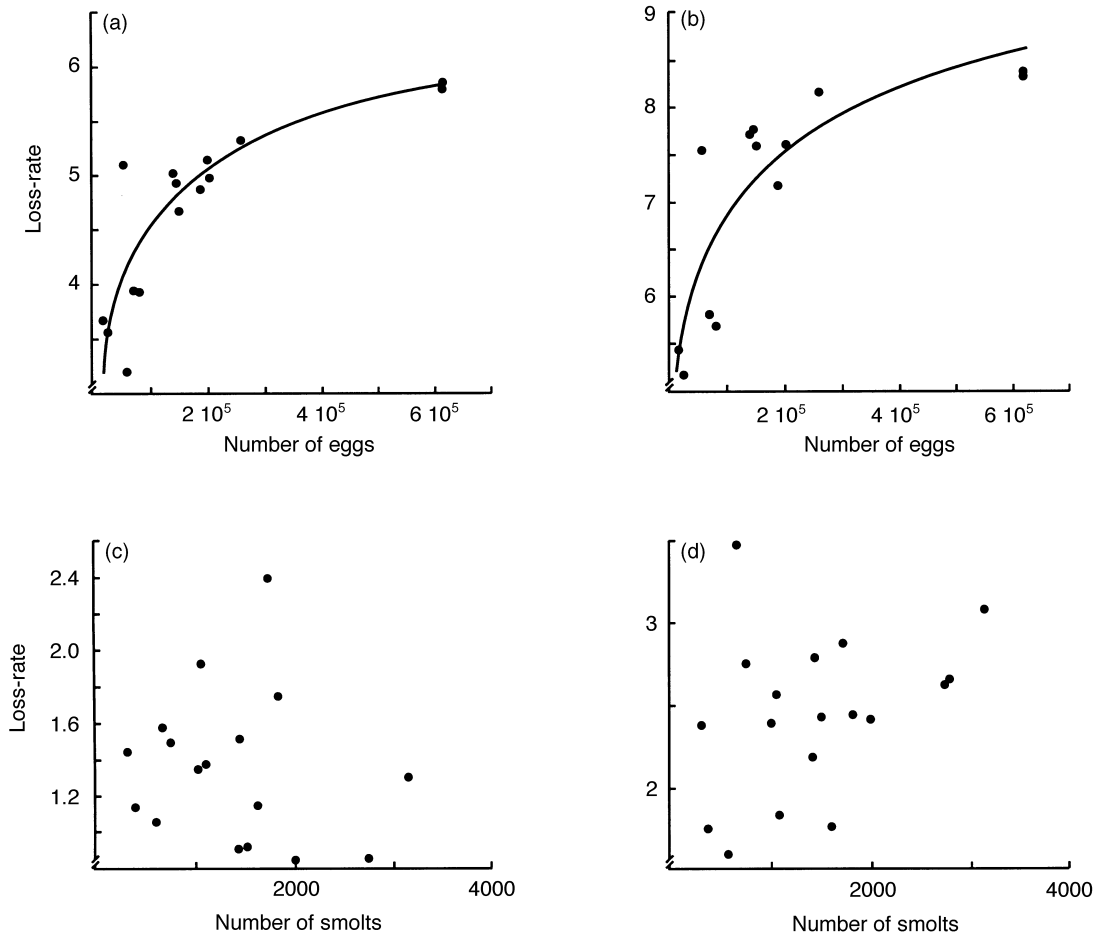 (a)
6
5
4
Loss-rate
2 10⁵ 4 10⁵ 6 10⁵
Number of eggs
(b)
9
8
7
6
2 10⁵ 4 10⁵ 6 10⁵
Number of eggs
(c)
2.4
2.0
1.6
1.2
Loss-rate
2000 4000
Number of smolts
(d)
3
2
2000 4000
Number of smolts